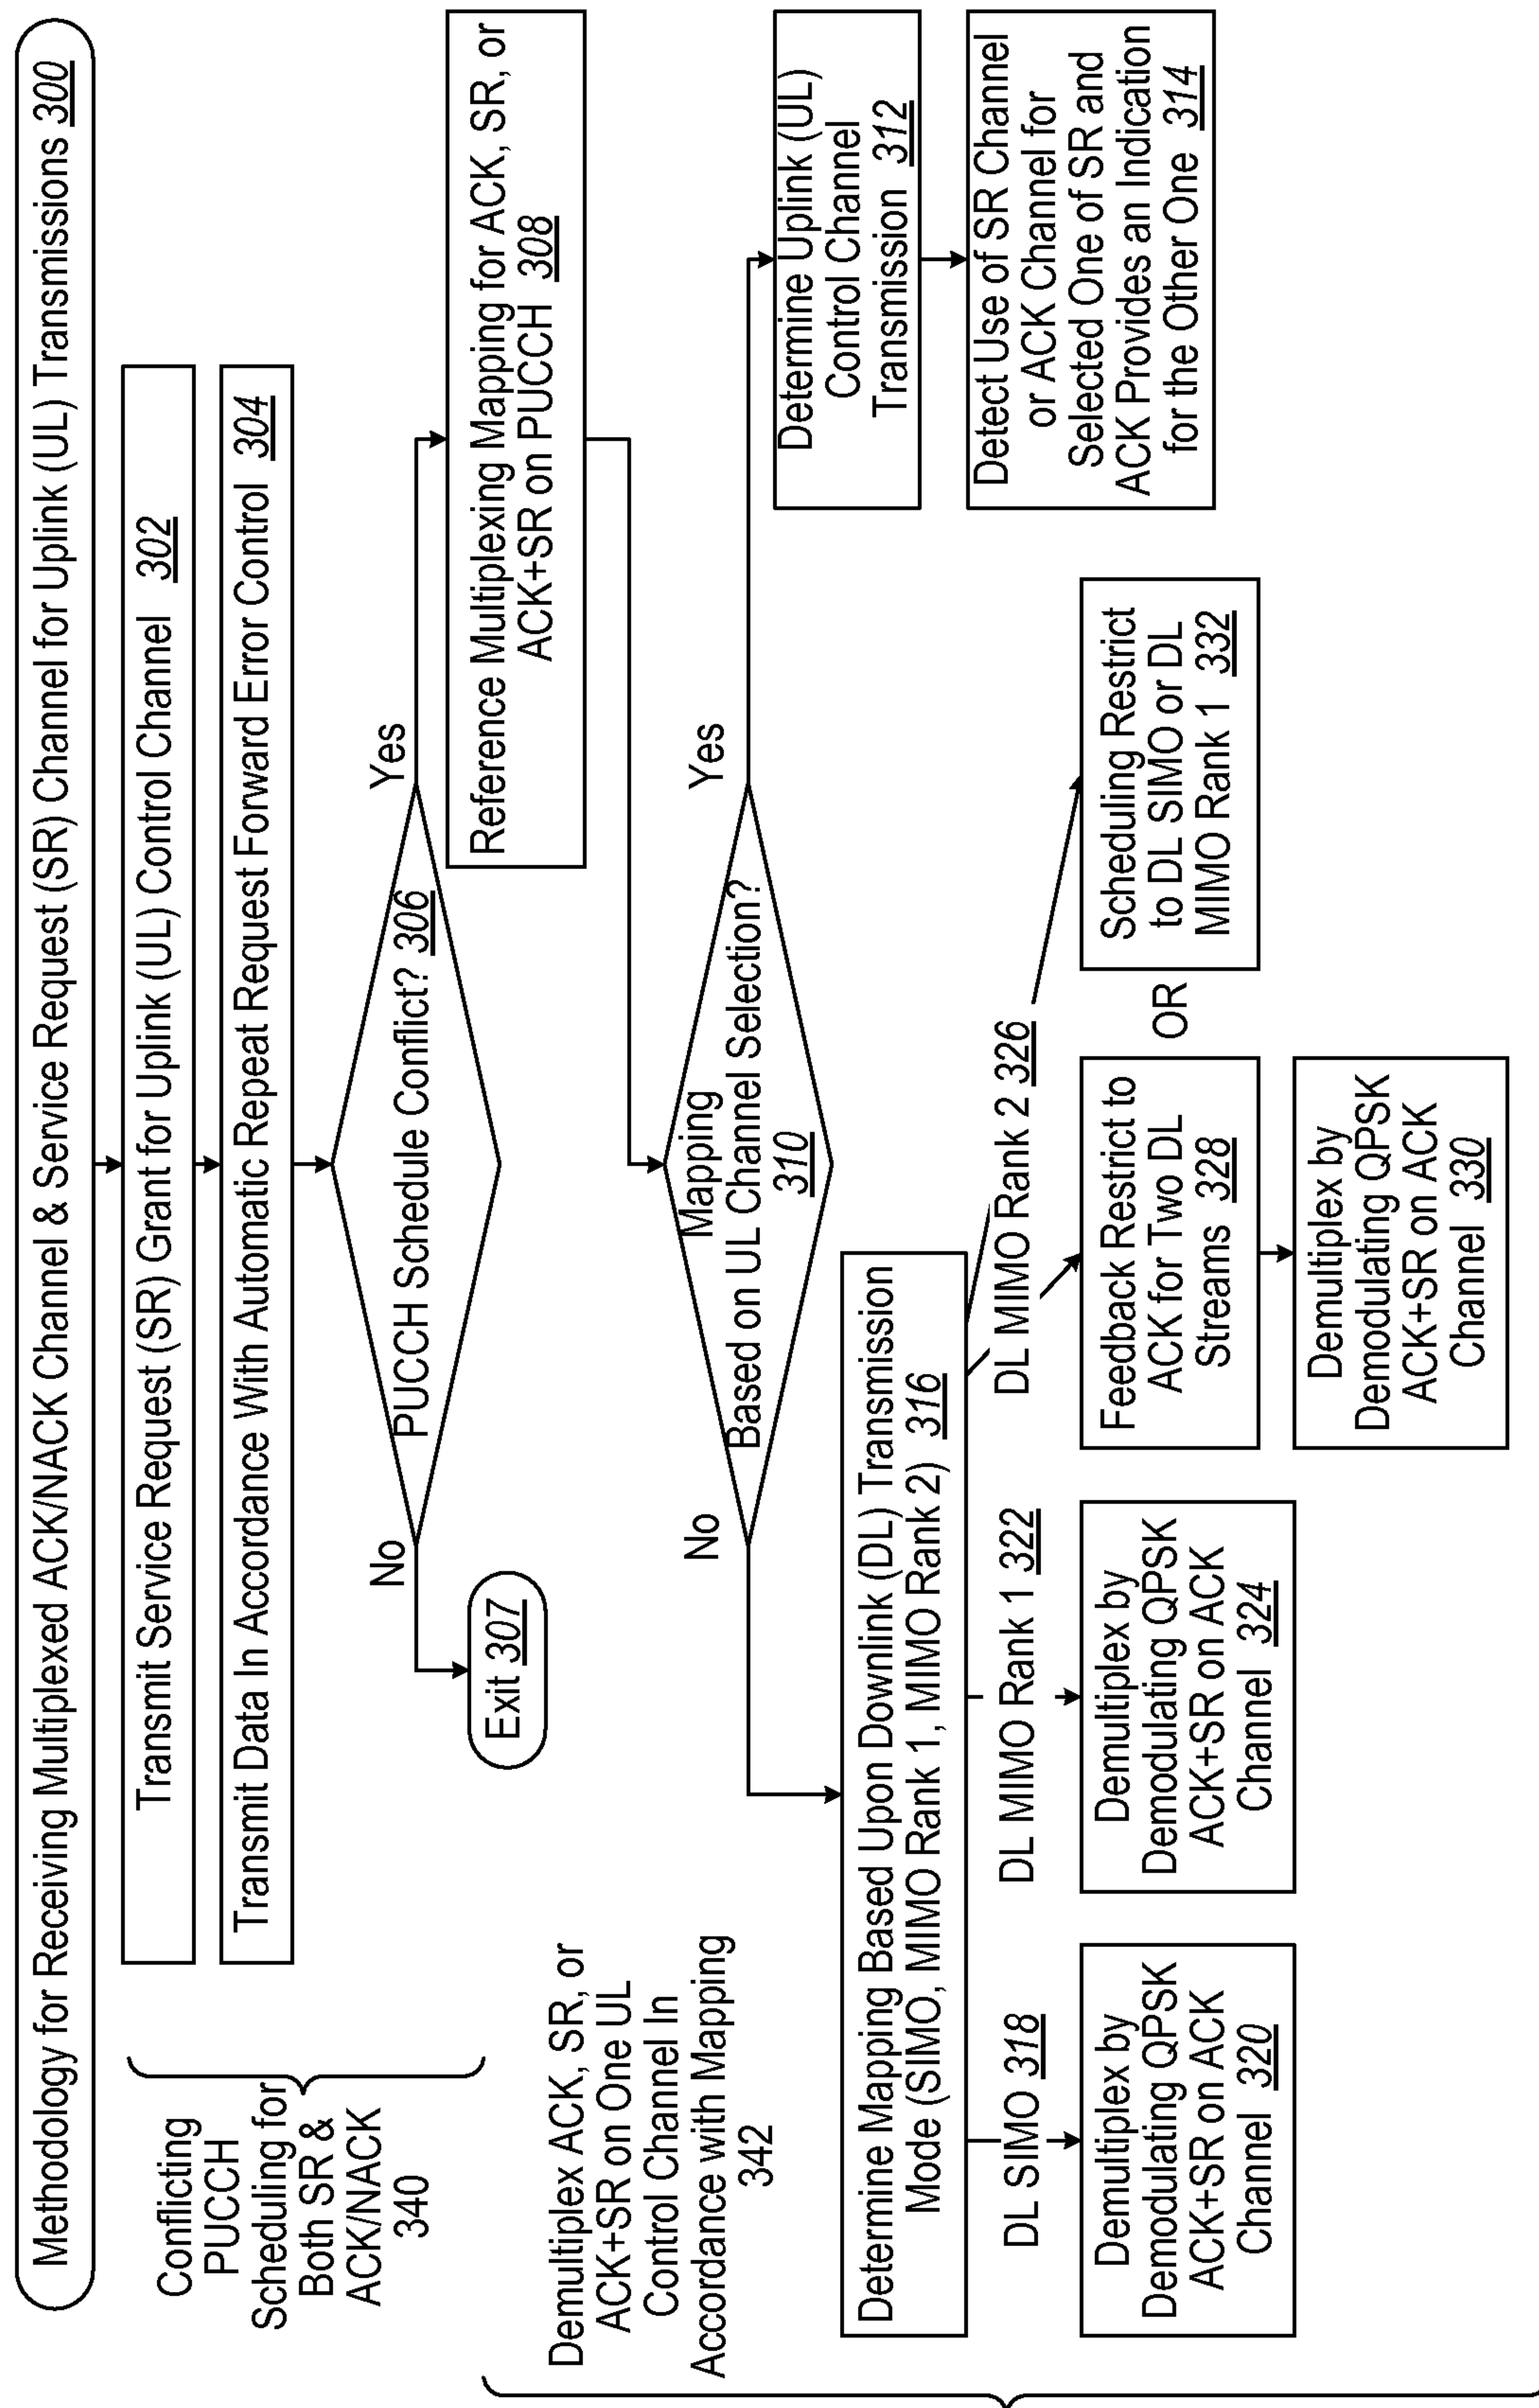 Methodology for Receiving Multiplexed ACK/NACK Channel & Service Request (SR) Channel for Uplink (UL) Transmissions 300
Conflicting
PUCCH
Scheduling for
Both SR &
ACK/NACK
340
Transmit Service Request (SR) Grant for Uplink (UL) Control Channel 302
Transmit Data In Accordance With Automatic Repeat Request Forward Error Control 304
PUCCH Schedule Conflict? 306
No
Yes
Exit 307
Reference Multiplexing Mapping for ACK, SR, or
ACK+SR on PUCCH 308
Demultiplex ACK, SR, or
ACK+SR on One UL
Control Channel In
Accordance with Mapping
342
Mapping
Based on UL Channel Selection?
310
No
Yes
Determine Uplink (UL)
Control Channel
Transmission 312
Detect Use of SR Channel
or ACK Channel for
Selected One of SR and
ACK Provides an Indication
for the Other One 314
Determine Mapping Based Upon Downlink (DL) Transmission
Mode (SIMO, MIMO Rank 1, MIMO Rank 2) 316
DL SIMO 318
DL MIMO Rank 1 322
DL MIMO Rank 2 326
Demultiplex by
Demodulating QPSK
ACK+SR on ACK
Channel 320
Demultiplex by
Demodulating QPSK
ACK+SR on ACK
Channel 324
Feedback Restrict to
ACK for Two DL
Streams 328
OR
Scheduling Restrict
to DL SIMO or DL
MIMO Rank 1 332
Demultiplex by
Demodulating QPSK
ACK+SR on ACK
Channel 330